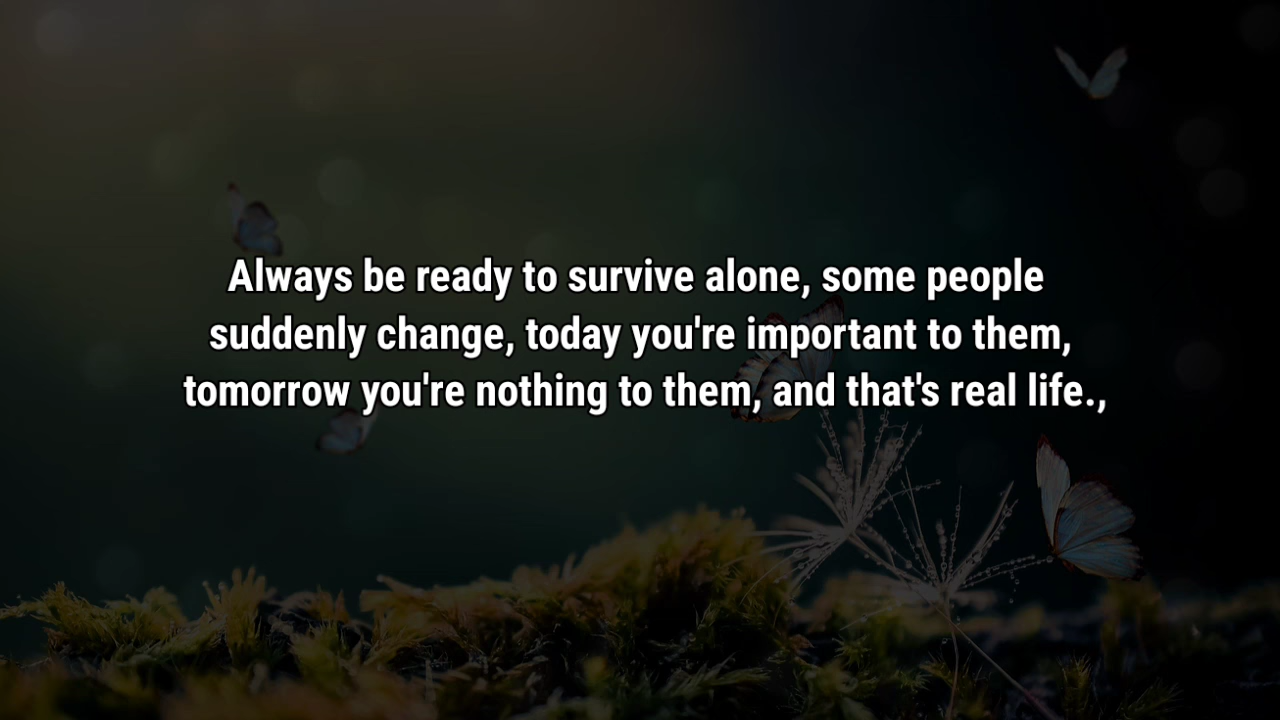 Always be ready to survive alone, some people
suddenly change, today you're important to them,
tomorrow you're nothing to them, and that's real life.,